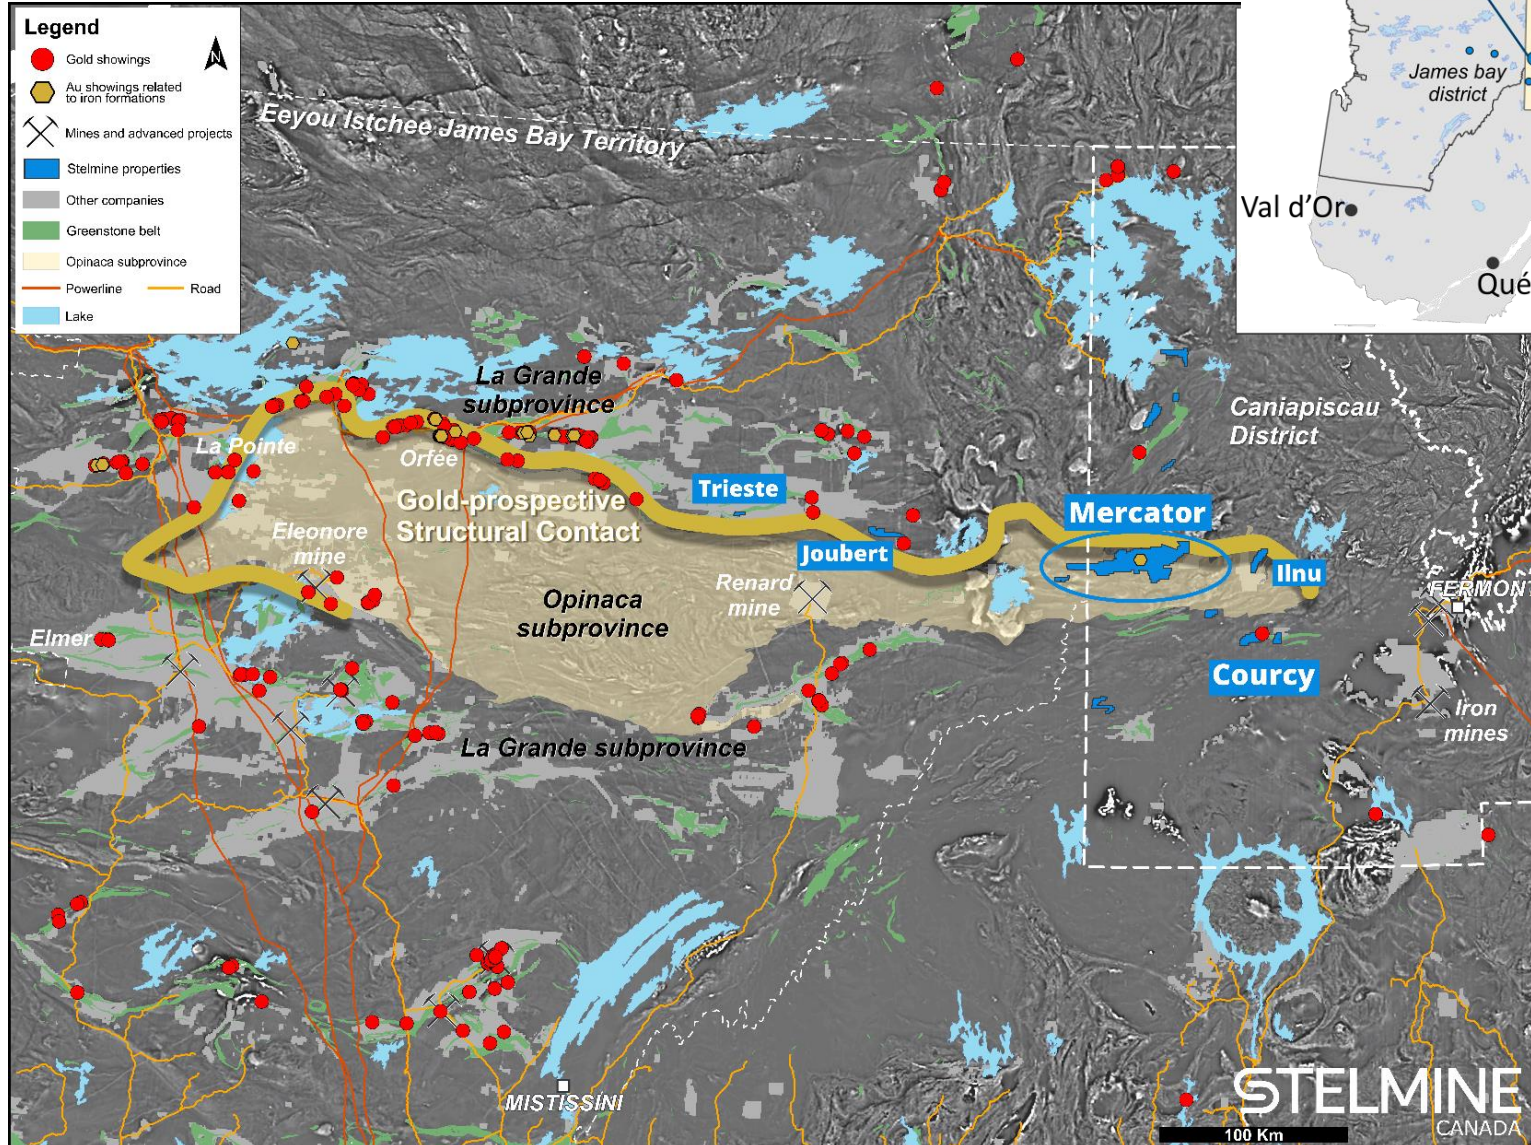 Legend
N
Gold showings
Au showings related
to iron formations
Mines and advanced projects
Stelmine properties
Other companies
Greenstone belt
Opinaca subprovince
Powerline
Road
Lake
Eeyou Istchee James Bay Territory
James bay
district
Val d'Or
Qué
La Grande
subprovince
Caniapiscau
District
La Pointe
Orfée
Trieste
Gold-prospective
Structural Contact
Mercator
Eleonore
mine
Joubert
Ilnu
Renard
mine
FERMONT
Opinaca
subprovince
Elmer
Courcy
Iron
mines
La Grande subprovince
MISTISSINI
STELMINE
CANADA
100 Km